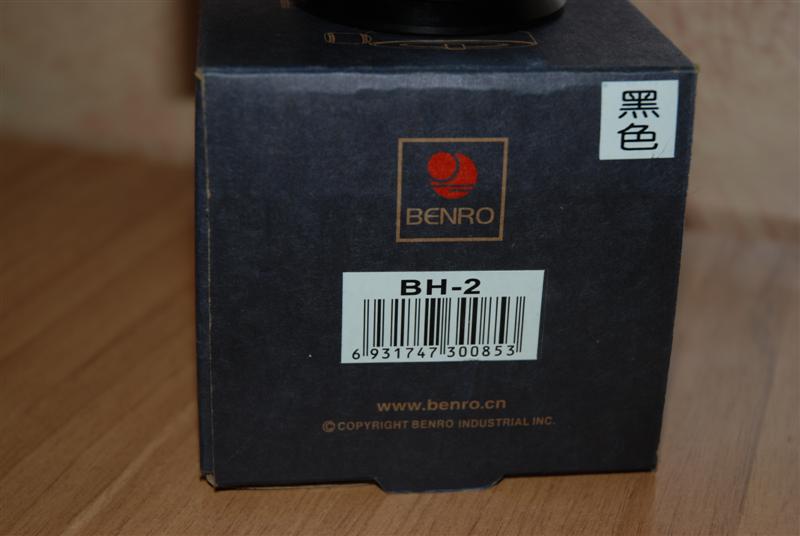 黑
色
BENRO
BH-2
6 931747 300853
www.benro.cn
© COPYRIGHT BENRO INDUSTRIAL INC.